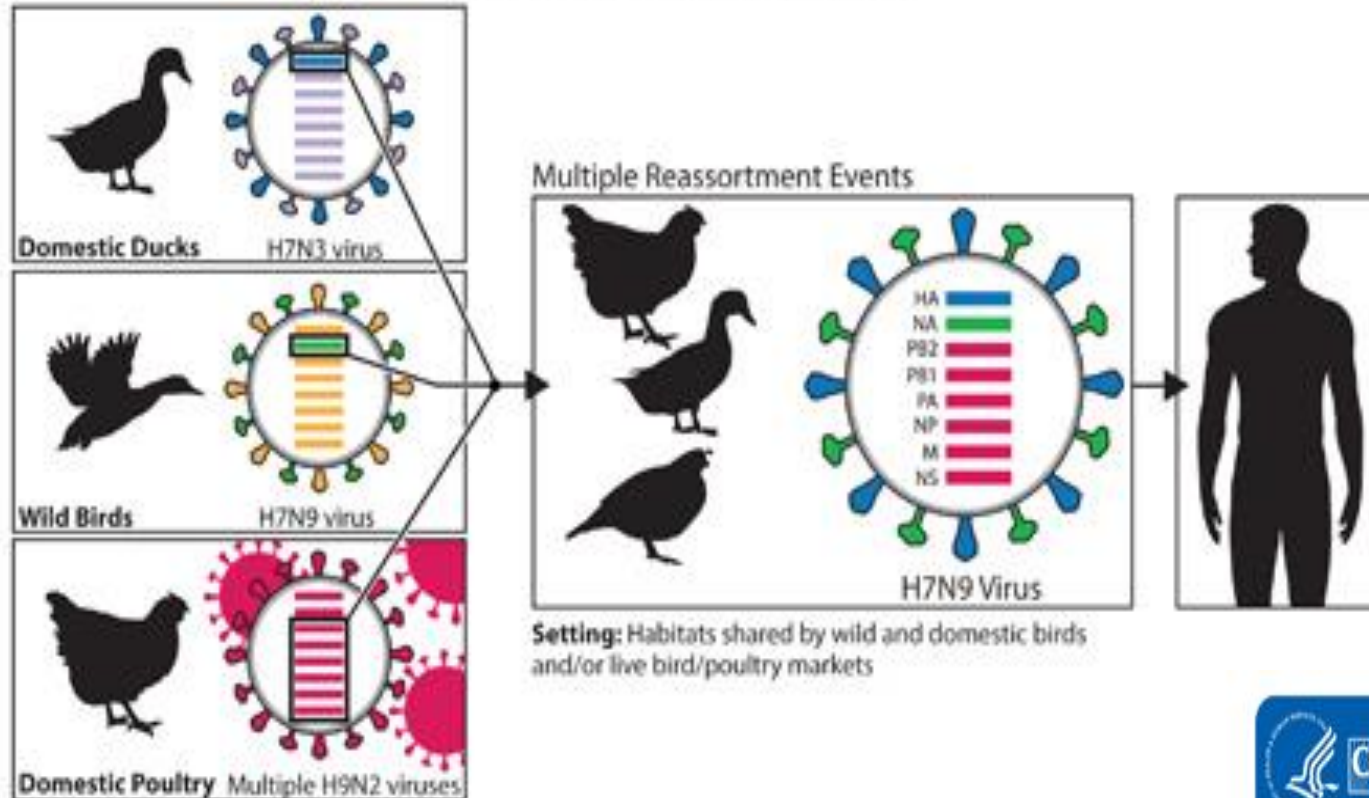 Domestic Ducks
H7N3 virus
Wild Birds
H7N9 virus
Domestic Poultry
Multiple H9N2 viruses
Multiple Reassortment Events
HA
NA
PB2
PB1
PA
NP
M
NS
H7N9 Virus
Setting: Habitats shared by wild and domestic birds
and/or live bird/poultry markets